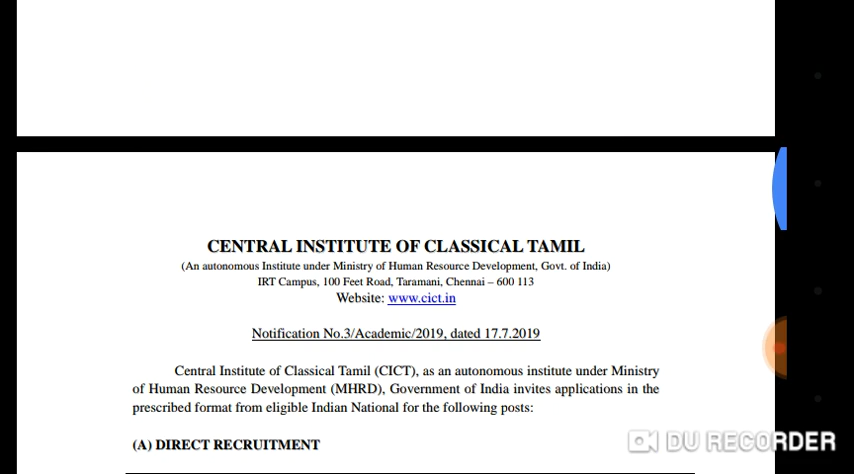 CENTRAL INSTITUTE OF CLASSICAL TAMIL
(An autonomous Institute under Ministry of Human Resource Development, Govt. of India)
IRT Campus, 100 Feet Road, Taramani, Chennai – 600 113
Website: www.cict.in
Notification No.3/Academic/2019, dated 17.7.2019
Central Institute of Classical Tamil (CICT), as an autonomous institute under Ministry
of Human Resource Development (MHRD), Government of India invites applications in the
prescribed format from eligible Indian National for the following posts:
(A) DIRECT RECRUITMENT
DU RECORDER